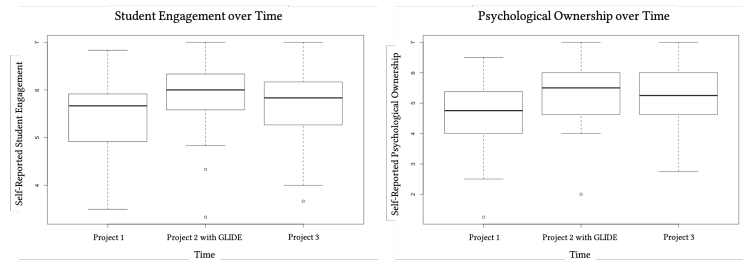 Student Engagement over Time
Self-Reported Student Engagement
7
6
5
4
Project 1
Project 2 with GLIDE
Project 3
Time
Psychological Ownership over Time
Self-Reported Psychological Ownership
7
6
5
4
3
2
Project 1
Project 2 with GLIDE
Project 3
Time